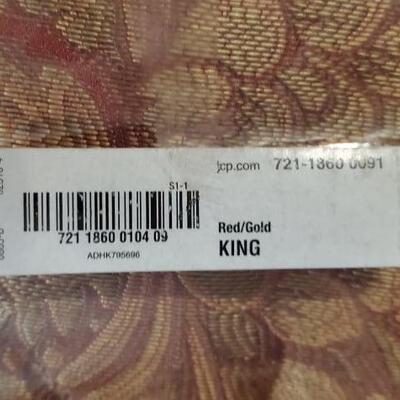 jcp.com 721-1860 0091
S1-1
721 1860 0104 09
ADHK795696
Red/Gold
KING